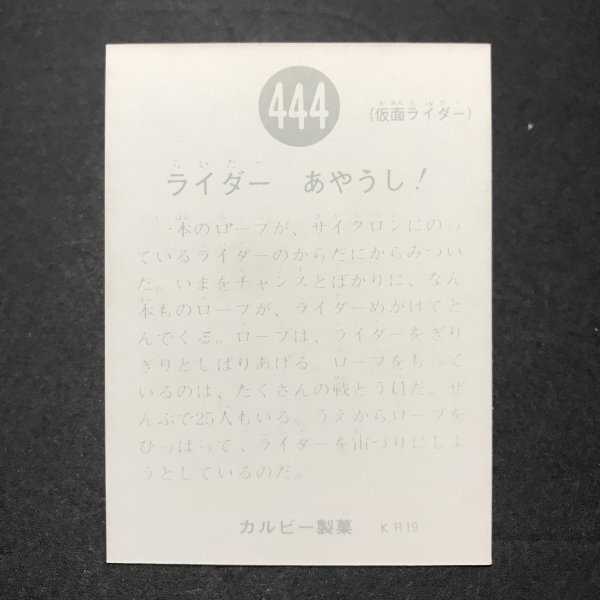 444
(仮面ライダー)
ライダー あやうし!
一本のロープが、サイクロンにのっ
ているライダーのからだにからみつい
た。いまをチャンスとばかりに、なん
本ものロープが、ライダーめがけてと
んでくる。ロープは、ライダーをぎり
ぎりとしばりあげる。ロープをもって
いるのは、たくさんの戦とう員だ。ぜ
んぶで25人もいる。うえからロープを
ひっぱって、ライダーを宙づりにしよ
うとしているのだ。
カルビー製菓 KR19